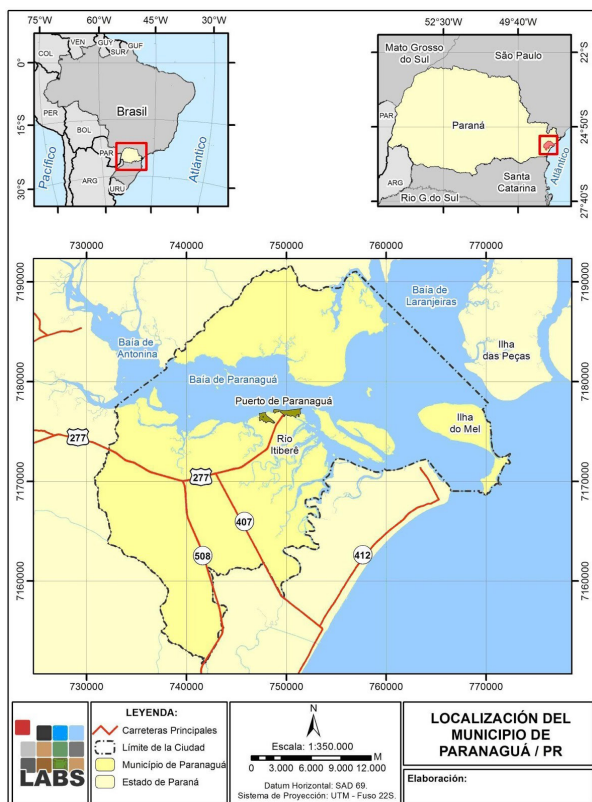 75°W 60°W 45°W 30°W
0°
15°S
30°S
VEN
GUY
SUR
GUF
COL
Brasil
PER
BOL
PAR
ARG
URU
Pacífico
Atlántico
52°30'W 49°40'W
22°S
24°50'S
27°40'S
Mato Grosso
do Sul
São Paulo
PAR
Paraná
ARG
Santa
Catarina
Rio G.do Sul
Atlántico
730000 740000 750000 760000 770000
7190000
7180000
7170000
7160000
7190000
7180000
7170000
7160000
Baía de
Laranjeiras
Baía de
Antonina
Ilha
das Peças
Baía de Paranaguá
Puerto de Paranaguá
Ilha
do Mel
Rio
Itiberê
277
277
407
508
412
730000 740000 750000 760000 770000
LABS
LEYENDA:
Carreteras Principales
Límite de la Ciudad
Município de Paranaguá
Estado de Paraná
N
Escala: 1:350.000
M
0 3.000 6.000 9.000 12.000
Datum Horizontal: SAD 69.
Sistema de Proyección: UTM - Fuso 22S.
LOCALIZACIÓN DEL
MUNICIPIO DE
PARANAGUÁ / PR
Elaboración: